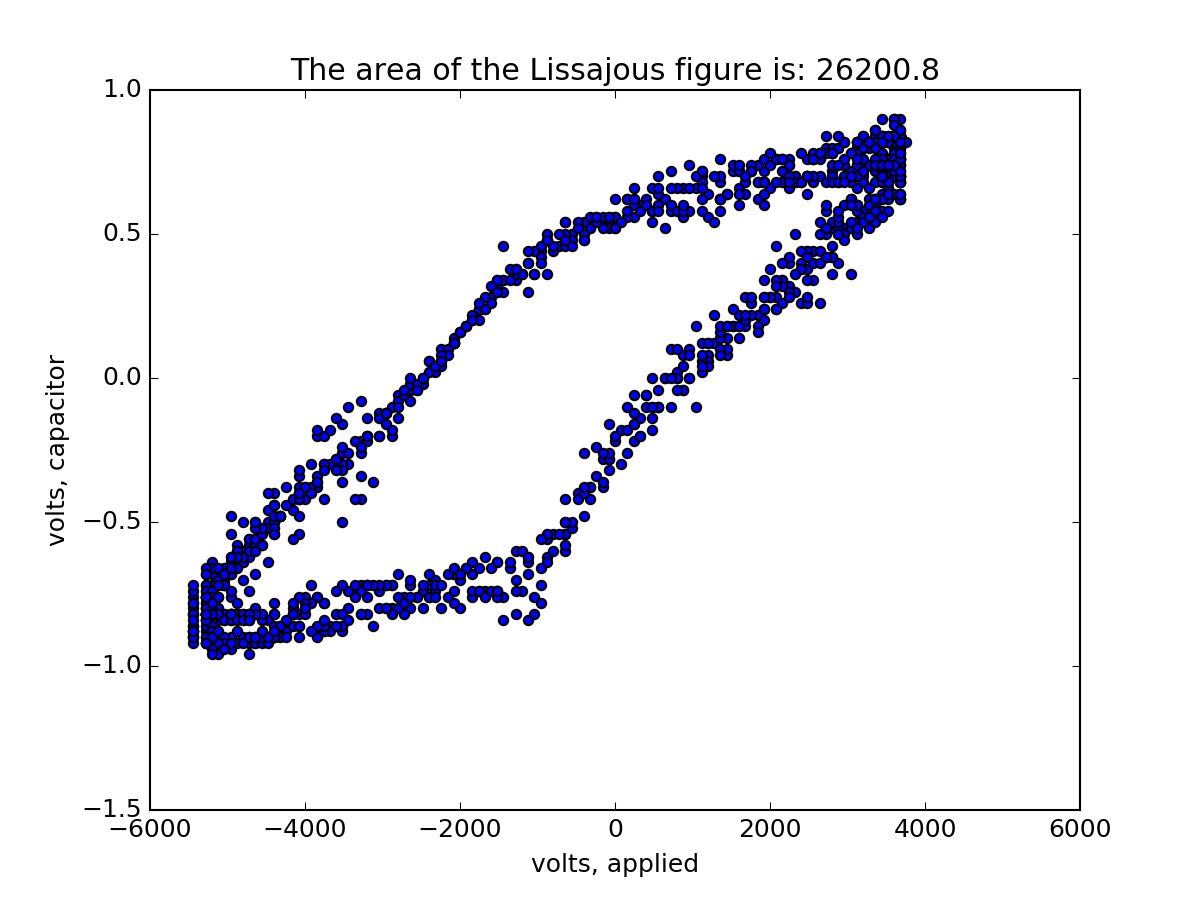 The area of the Lissajous figure is: 26200.8
1.0
0.5
0.0
−0.5
−1.0
−1.5
volts, capacitor
−6000 −4000 −2000 0 2000 4000 6000
volts, applied